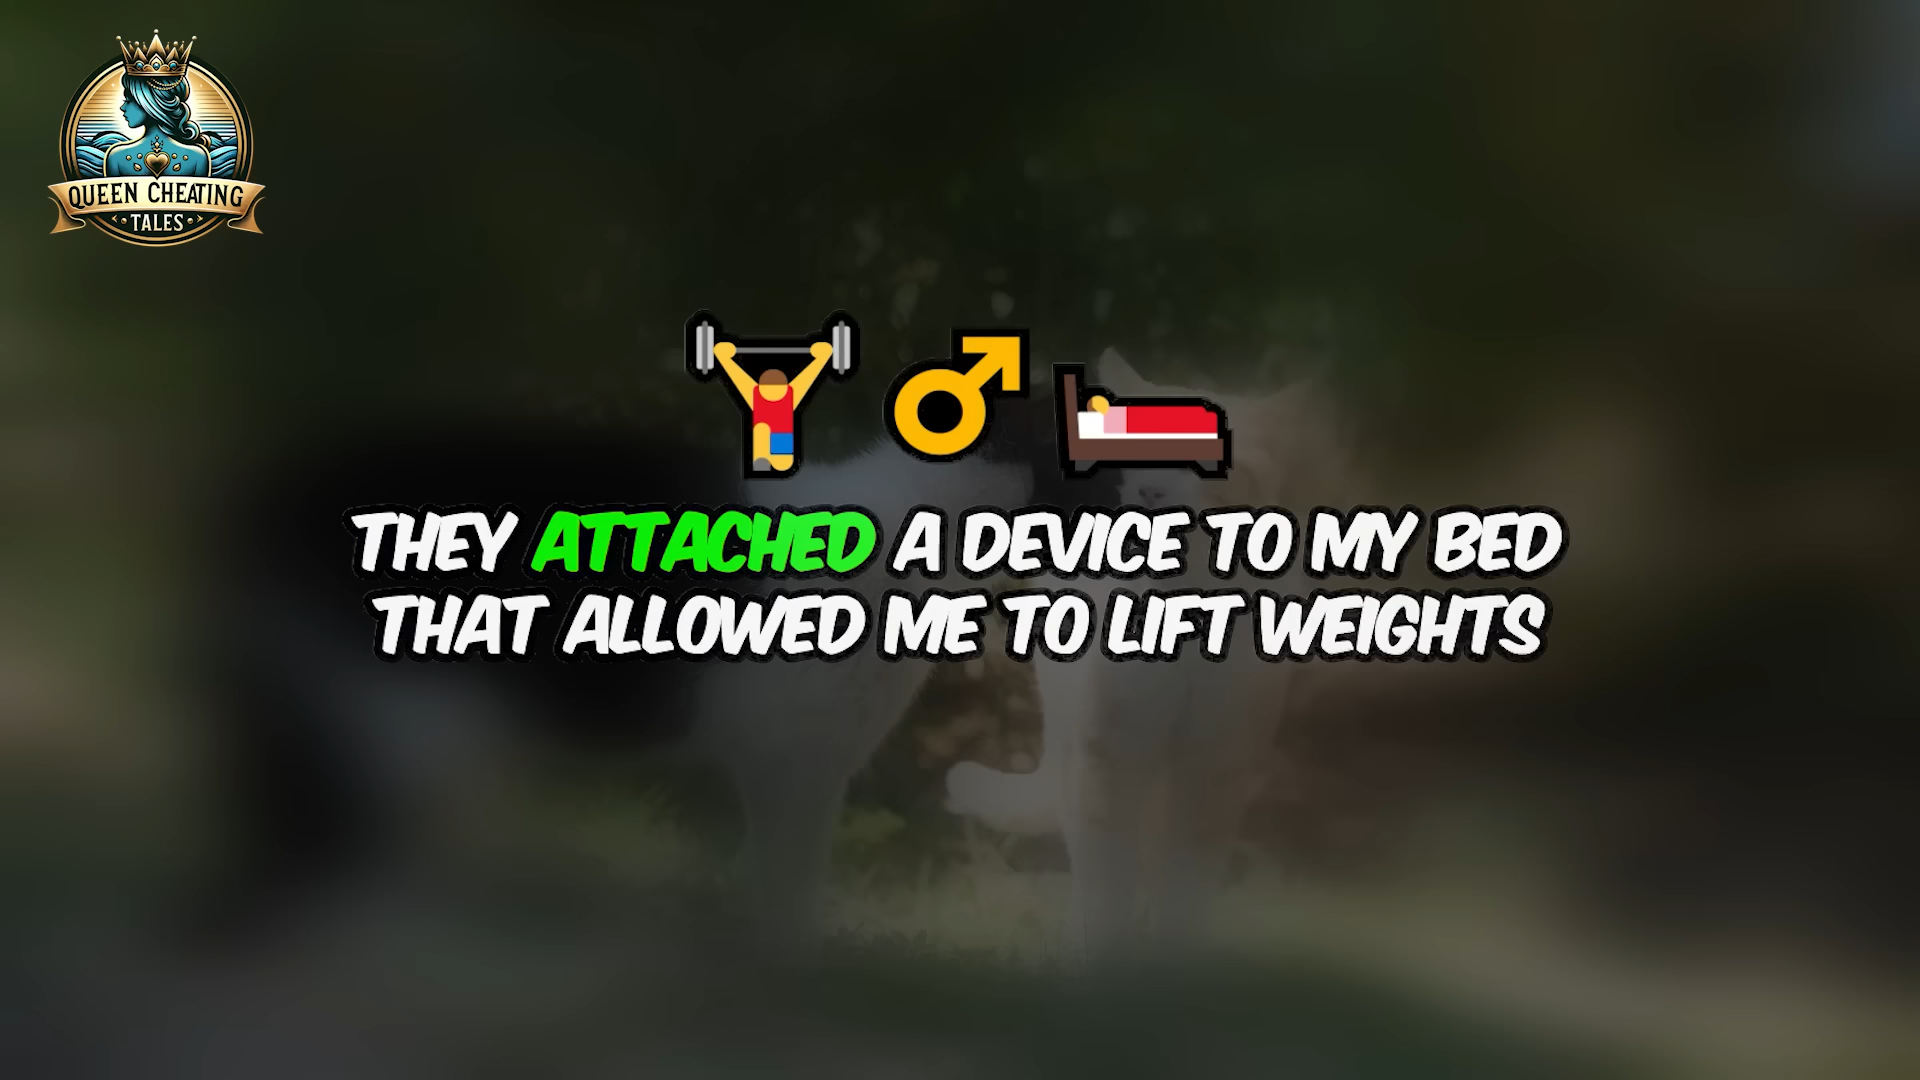 QUEEN CHEATING
TALES
THEY ATTACHED A DEVICE TO MY BED
THAT ALLOWED ME TO LIFT WEIGHTS